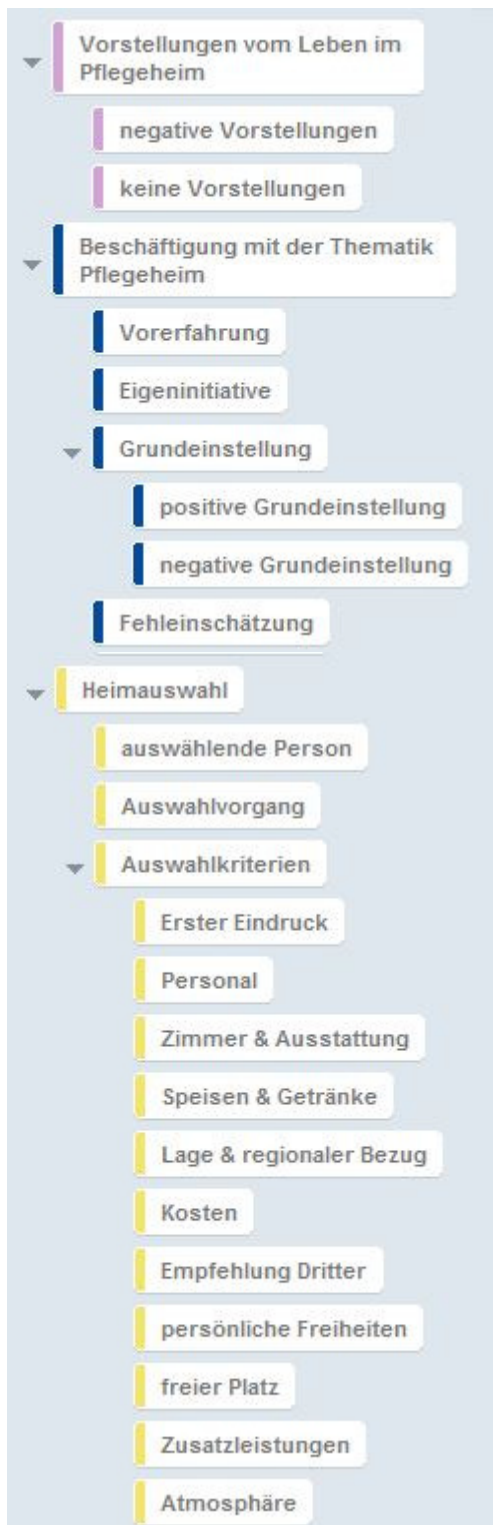 Vorstellungen vom Leben im
Pflegeheim
negative Vorstellungen
keine Vorstellungen
Beschäftigung mit der Thematik
Pflegeheim
Vorerfahrung
Eigeninitiative
Grundeinstellung
positive Grundeinstellung
negative Grundeinstellung
Fehleinschätzung
Heimauswahl
auswählende Person
Auswahlvorgang
Auswahlkriterien
Erster Eindruck
Personal
Zimmer & Ausstattung
Speisen & Getränke
Lage & regionaler Bezug
Kosten
Empfehlung Dritter
persönliche Freiheiten
freier Platz
Zusatzleistungen
Atmosphäre